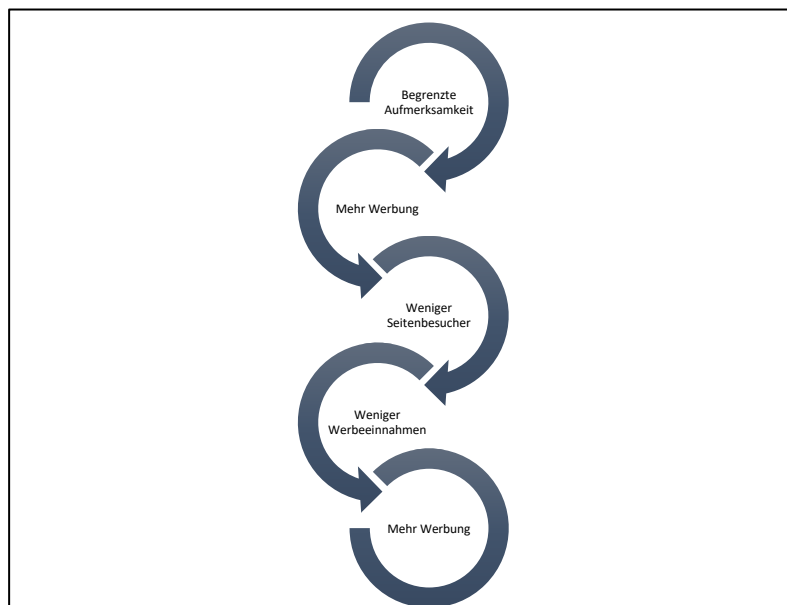 Begrenzte
Aufmerksamkeit
Mehr Werbung
Weniger
Seitenbesucher
Weniger
Werbeeinnahmen
Mehr Werbung